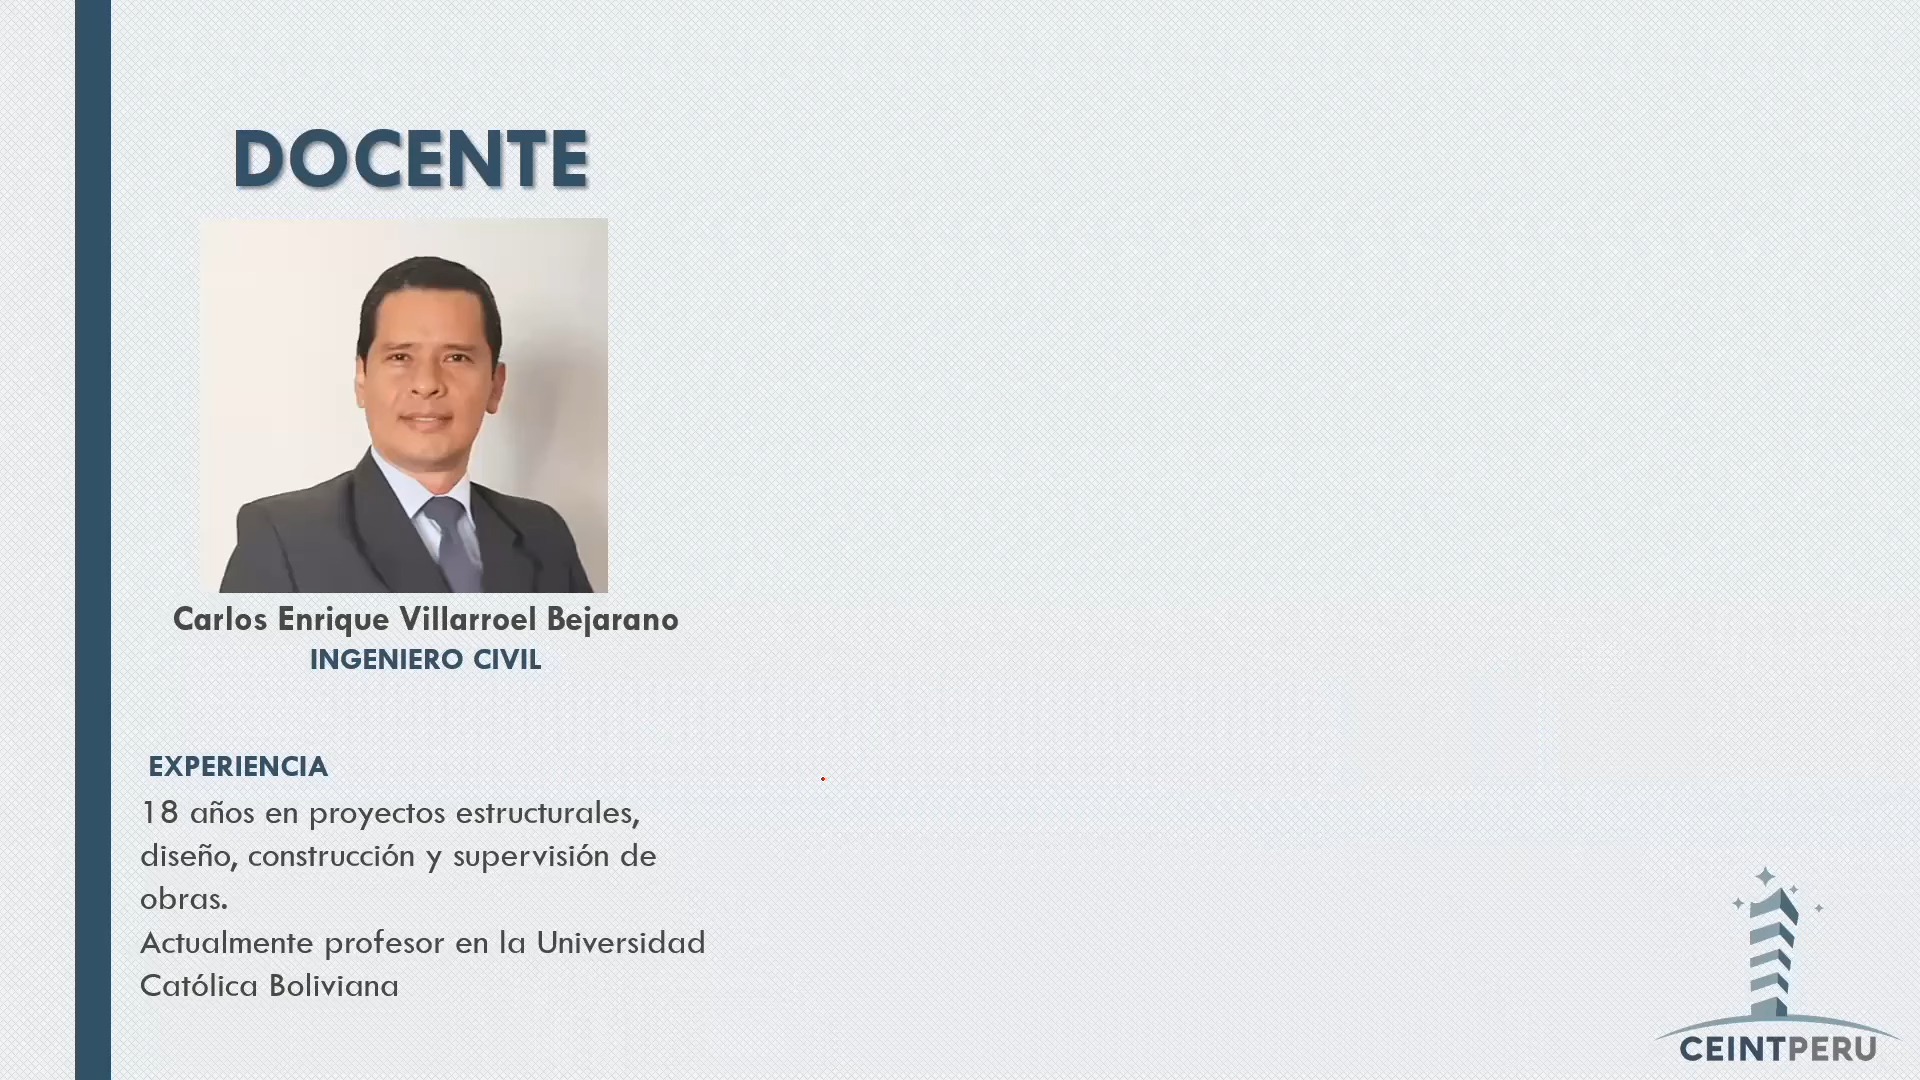 DOCENTE
Carlos Enrique Villarroel Bejarano
INGENIERO CIVIL
EXPERIENCIA
18 años en proyectos estructurales,
diseño, construcción y supervisión de
obras.
Actualmente profesor en la Universidad
Católica Boliviana
CEINTPERU